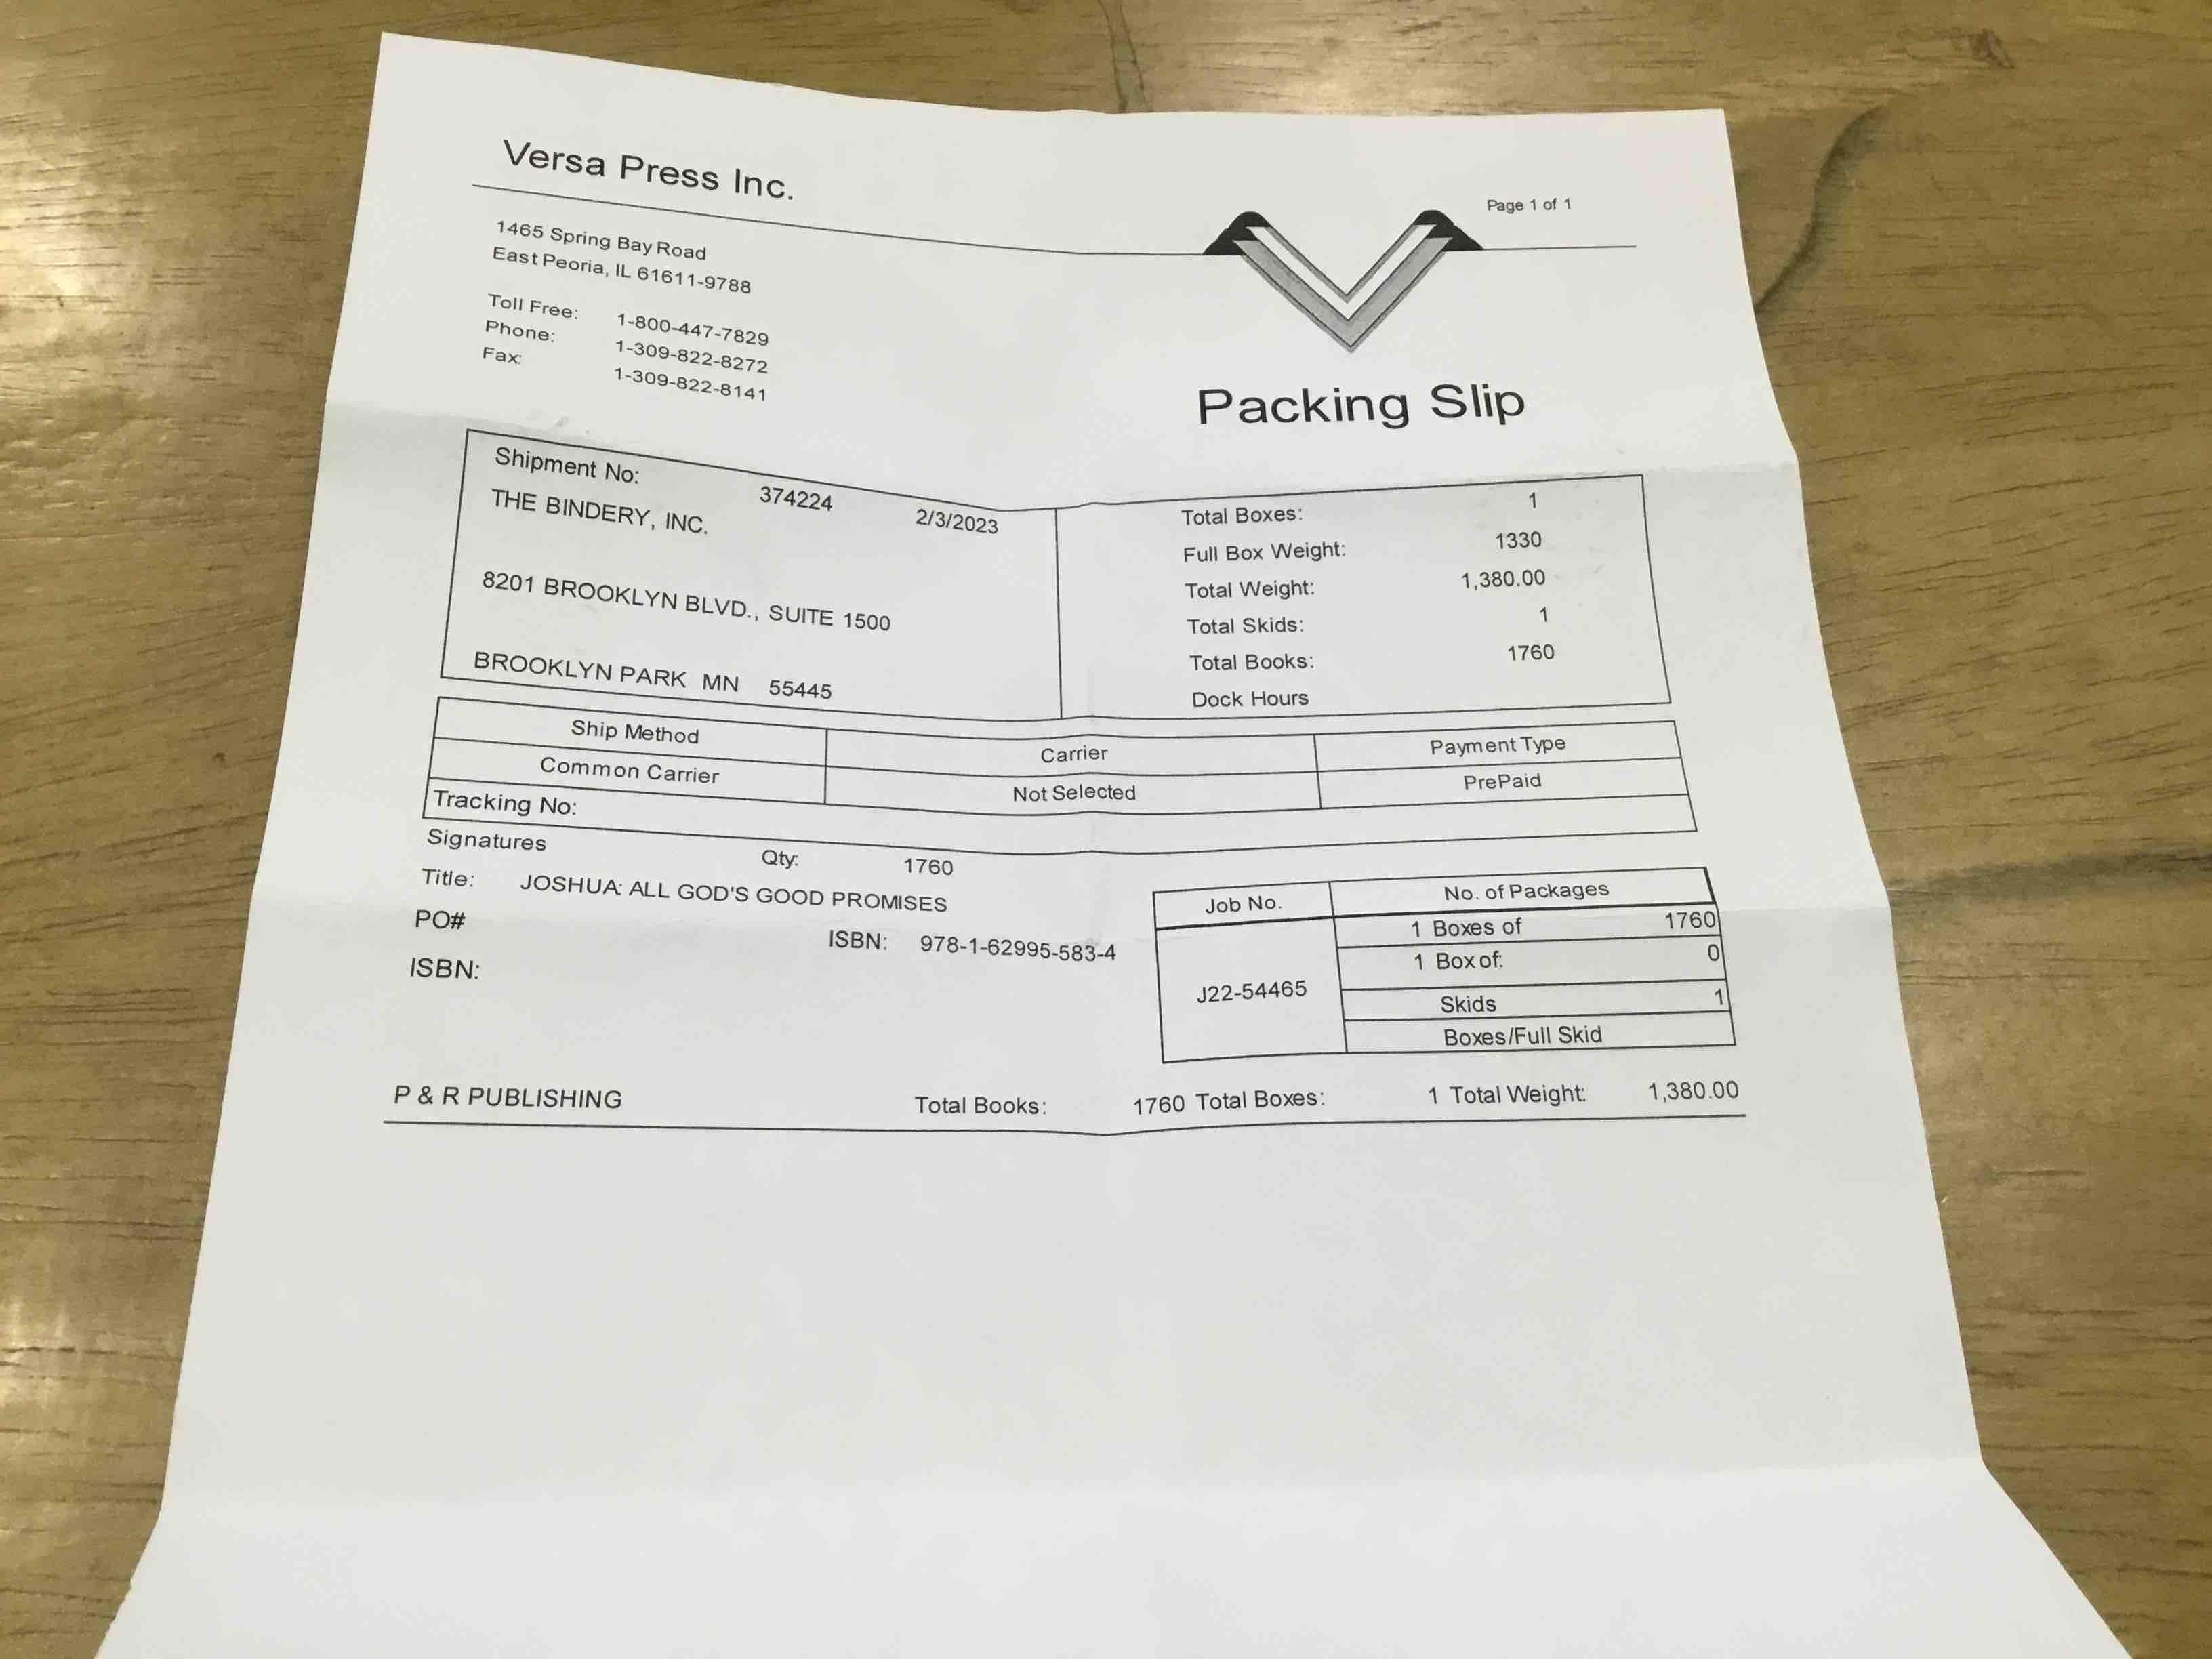 Versa Press Inc.
Page 1 of 1
1465 Spring Bay Road
East Peoria, IL 61611-9788
Toll Free: 1-800-447-7829
Phone: 1-309-822-8272
Fax: 1-309-822-8141
Packing Slip
Shipment No: 374224 2/3/2023
THE BINDERY, INC.
8201 BROOKLYN BLVD., SUITE 1500
BROOKLYN PARK MN 55445
Total Boxes: 1
Full Box Weight: 1330
Total Weight: 1,380.00
Total Skids: 1
Total Books: 1760
Dock Hours
Ship Method Carrier Payment Type
Common Carrier Not Selected PrePaid
Tracking No:
Signatures Qty: 1760
Title: JOSHUA: ALL GOD'S GOOD PROMISES
PO# ISBN: 978-1-62995-583-4
ISBN:
Job No. No. of Packages
J22-54465
1 Boxes of 1760
1 Box of: 0
Skids 1
Boxes/Full Skid
P & R PUBLISHING Total Books: 1760 Total Boxes: 1 Total Weight: 1,380.00